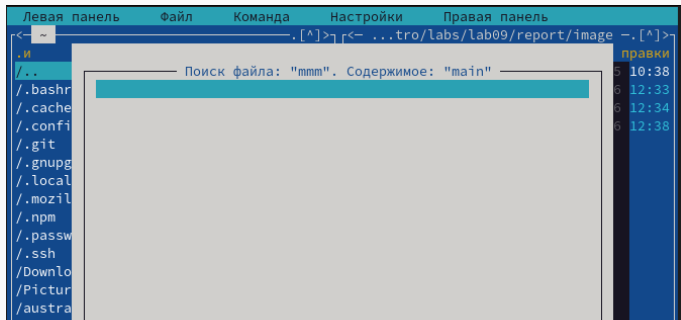 Левая панель Файл Команда Настройки Правая панель
<— ~ .[^]> <— ...tro/labs/lab09/report/image —.[^]>
.и правки
/.. Поиск файла: "mmm". Содержимое: "main" 5 10:38
/.bashr 6 12:33
/.cache 6 12:34
/.confi 6 12:38
/.git
/.gnupg
/.local
/.mozil
/.npm
/.passw
/.ssh
/Downlo
/Pictur
/austra